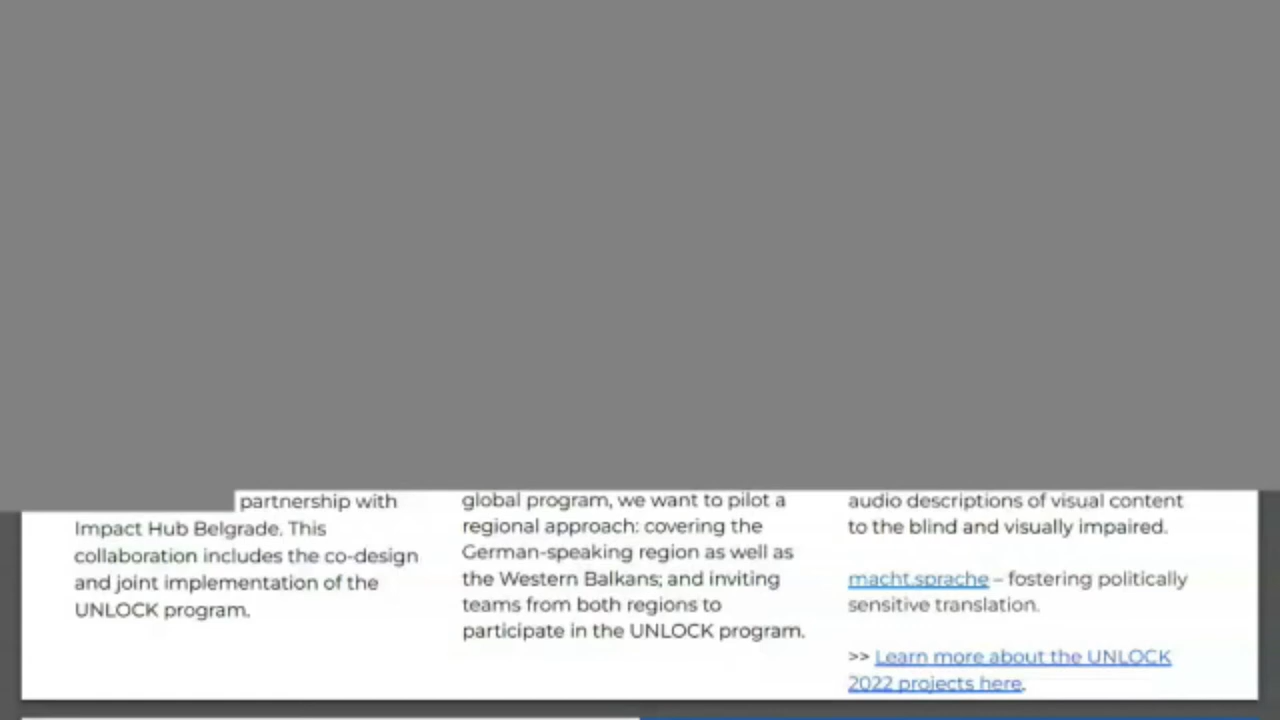 partnership with
Impact Hub Belgrade. This
collaboration includes the co-design
and joint implementation of the
UNLOCK program.
global program, we want to pilot a
regional approach: covering the
German-speaking region as well as
the Western Balkans; and inviting
teams from both regions to
participate in the UNLOCK program.
audio descriptions of visual content
to the blind and visually impaired.
macht.sprache – fostering politically
sensitive translation.
>> Learn more about the UNLOCK
2022 projects here.